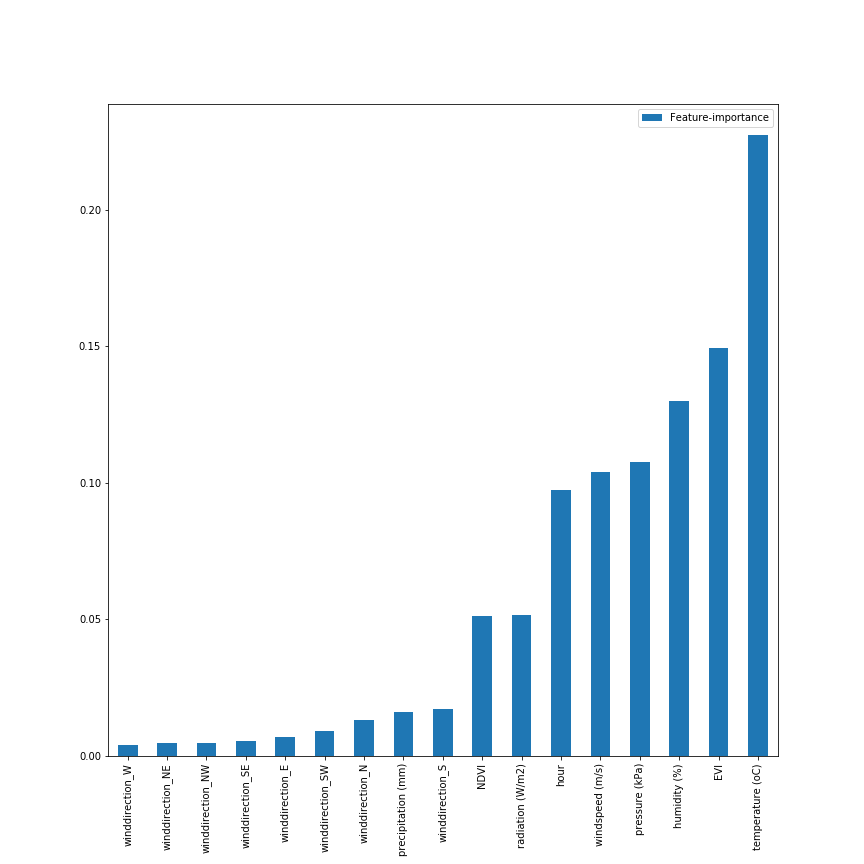 Feature-importance
0.20
0.15
0.10
0.05
0.00
winddirection_W
winddirection_NE
winddirection_NW
winddirection_SE
winddirection_E
winddirection_SW
winddirection_N
precipitation (mm)
winddirection_S
NDVI
radiation (W/m2)
hour
windspeed (m/s)
pressure (kPa)
humidity (%)
EVI
temperature (oC)